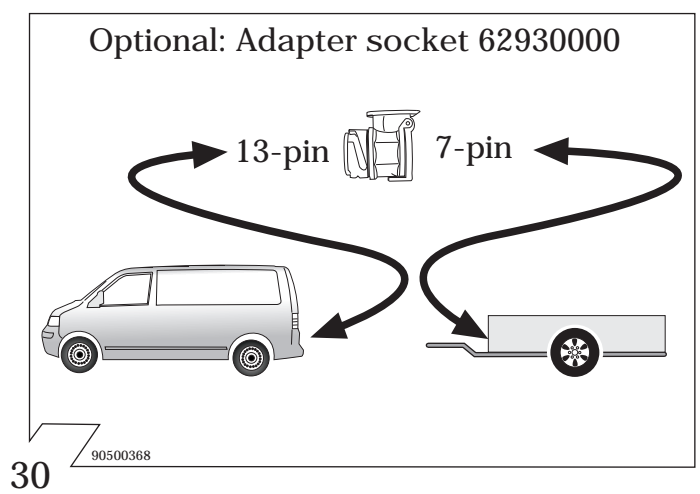 Optional: Adapter socket 62930000
13-pin
7-pin
90500368
30